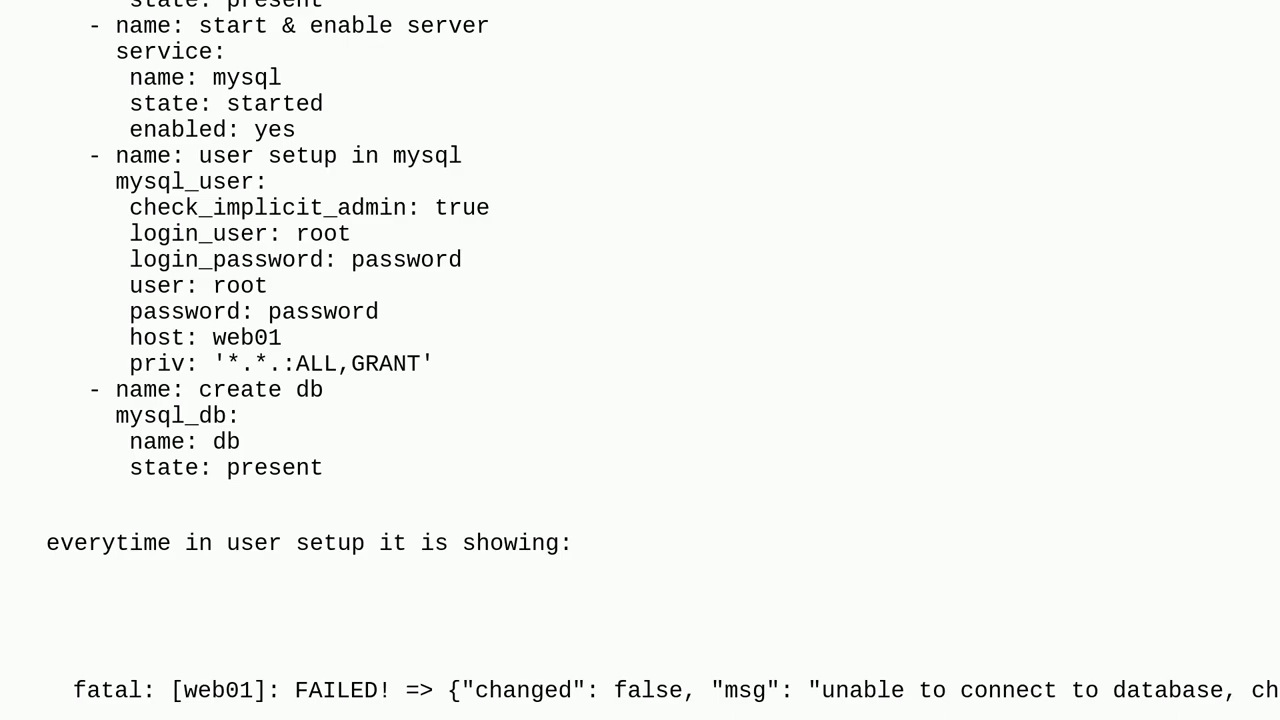 state: present
- name: start & enable server
service:
name: mysql
state: started
enabled: yes
- name: user setup in mysql
mysql_user:
check_implicit_admin: true
login_user: root
login_password: password
user: root
password: password
host: web01
priv: '*.*.:ALL,GRANT'
- name: create db
mysql_db:
name: db
state: present
everytime in user setup it is showing:
fatal: [web01]: FAILED! => {"changed": false, "msg": "unable to connect to database, ch